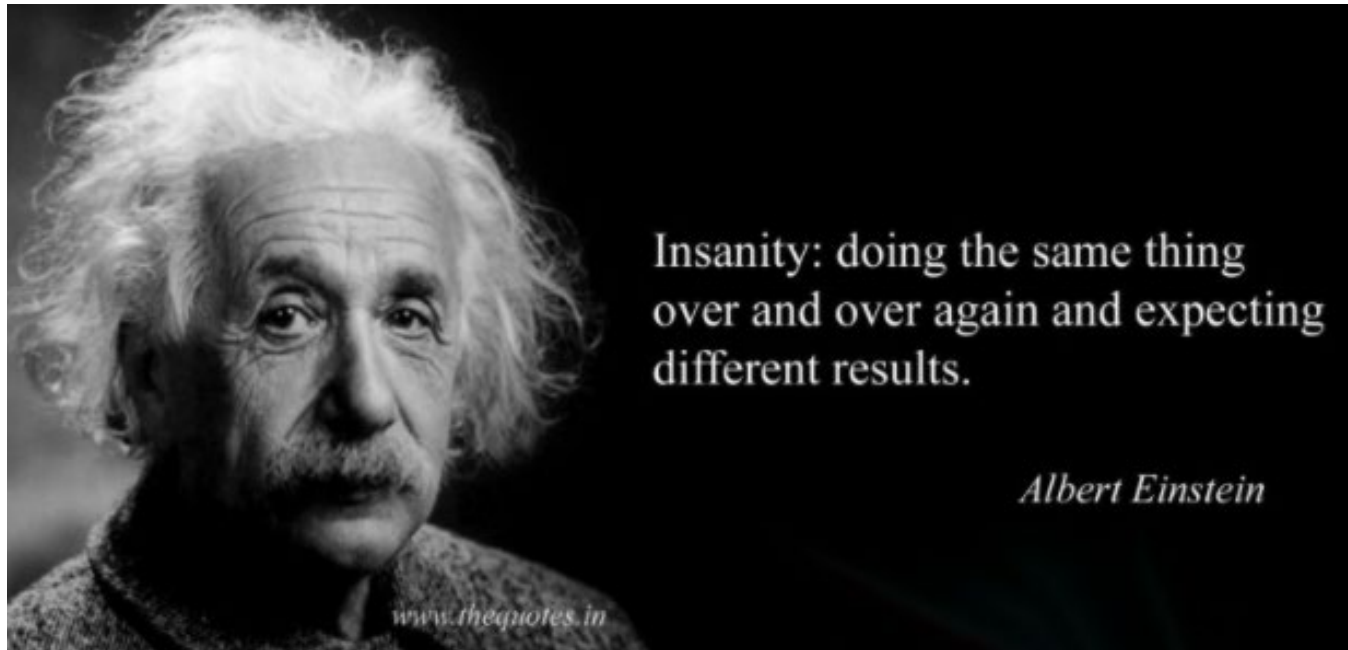 Insanity: doing the same thing
over and over again and expecting
different results.
Albert Einstein
www.thequotes.in